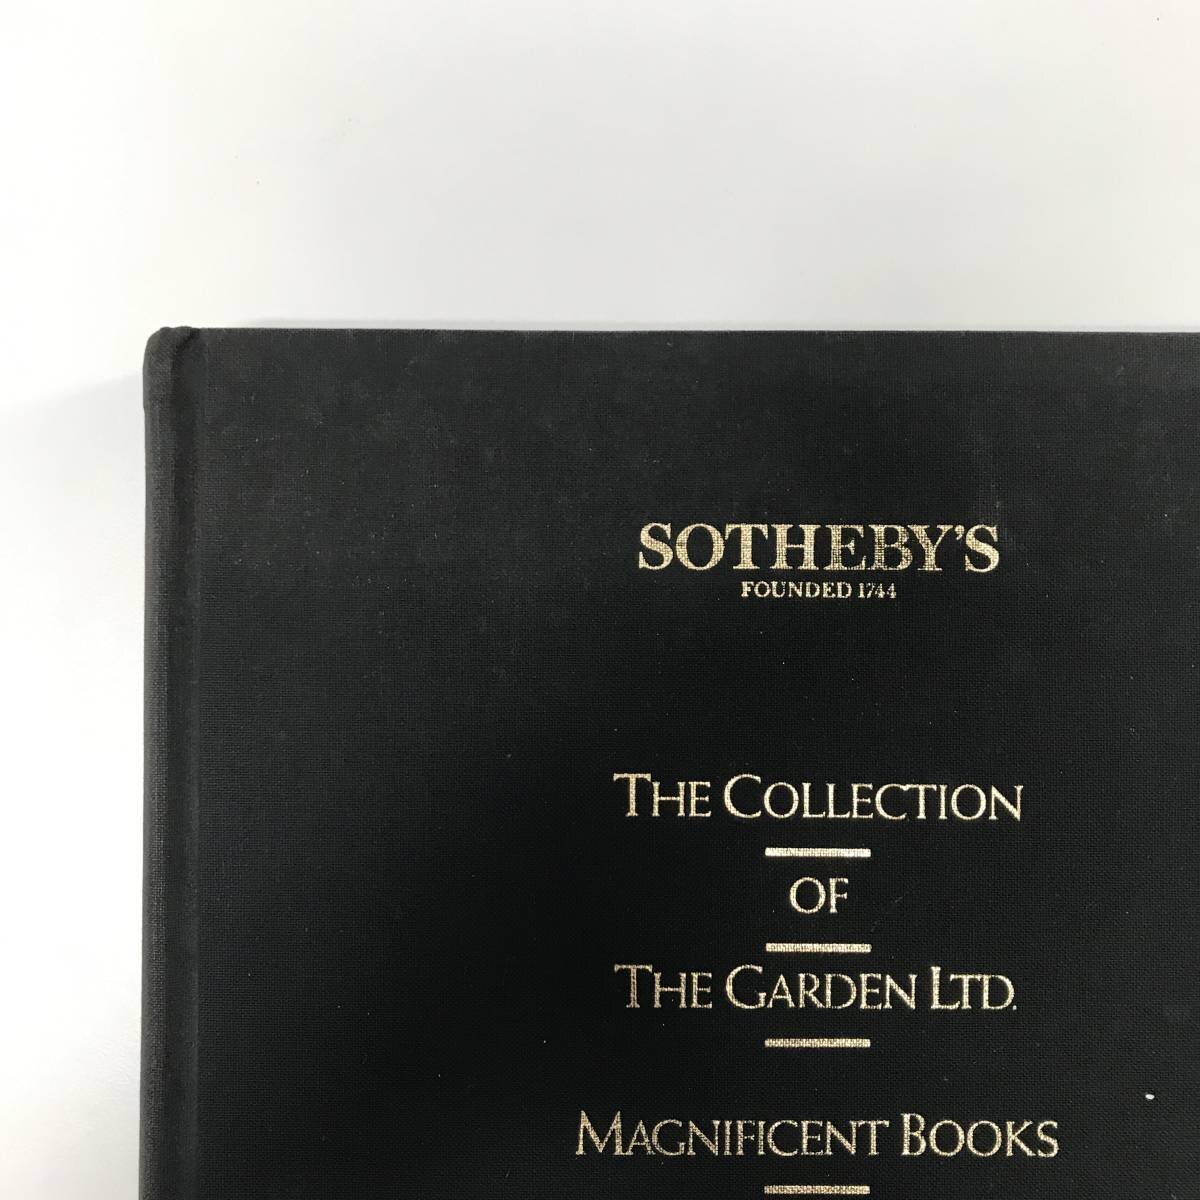 SOTHEBY'S
FOUNDED 1744
THE COLLECTION
OF
THE GARDEN LTD.
MAGNIFICENT BOOKS